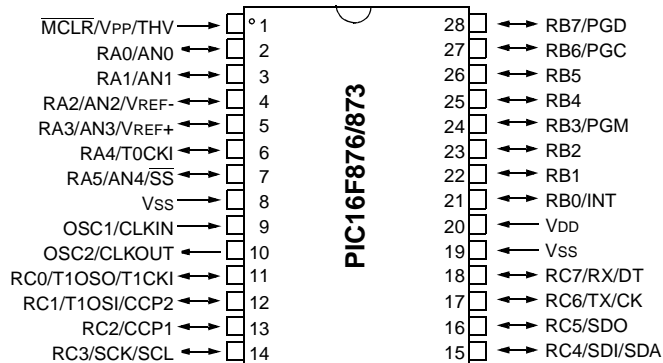 MCLR/VPP/THV °1 28 RB7/PGD
RA0/AN0 2 27 RB6/PGC
RA1/AN1 3 26 RB5
RA2/AN2/VREF- 4 25 RB4
RA3/AN3/VREF+ 5 24 RB3/PGM
RA4/T0CKI 6 23 RB2
RA5/AN4/SS 7 22 RB1
VSS 8 21 RB0/INT
OSC1/CLKIN 9 20 VDD
OSC2/CLKOUT 10 19 VSS
RC0/T1OSO/T1CKI 11 18 RC7/RX/DT
RC1/T1OSI/CCP2 12 17 RC6/TX/CK
RC2/CCP1 13 16 RC5/SDO
RC3/SCK/SCL 14 15 RC4/SDI/SDA
PIC16F876/873